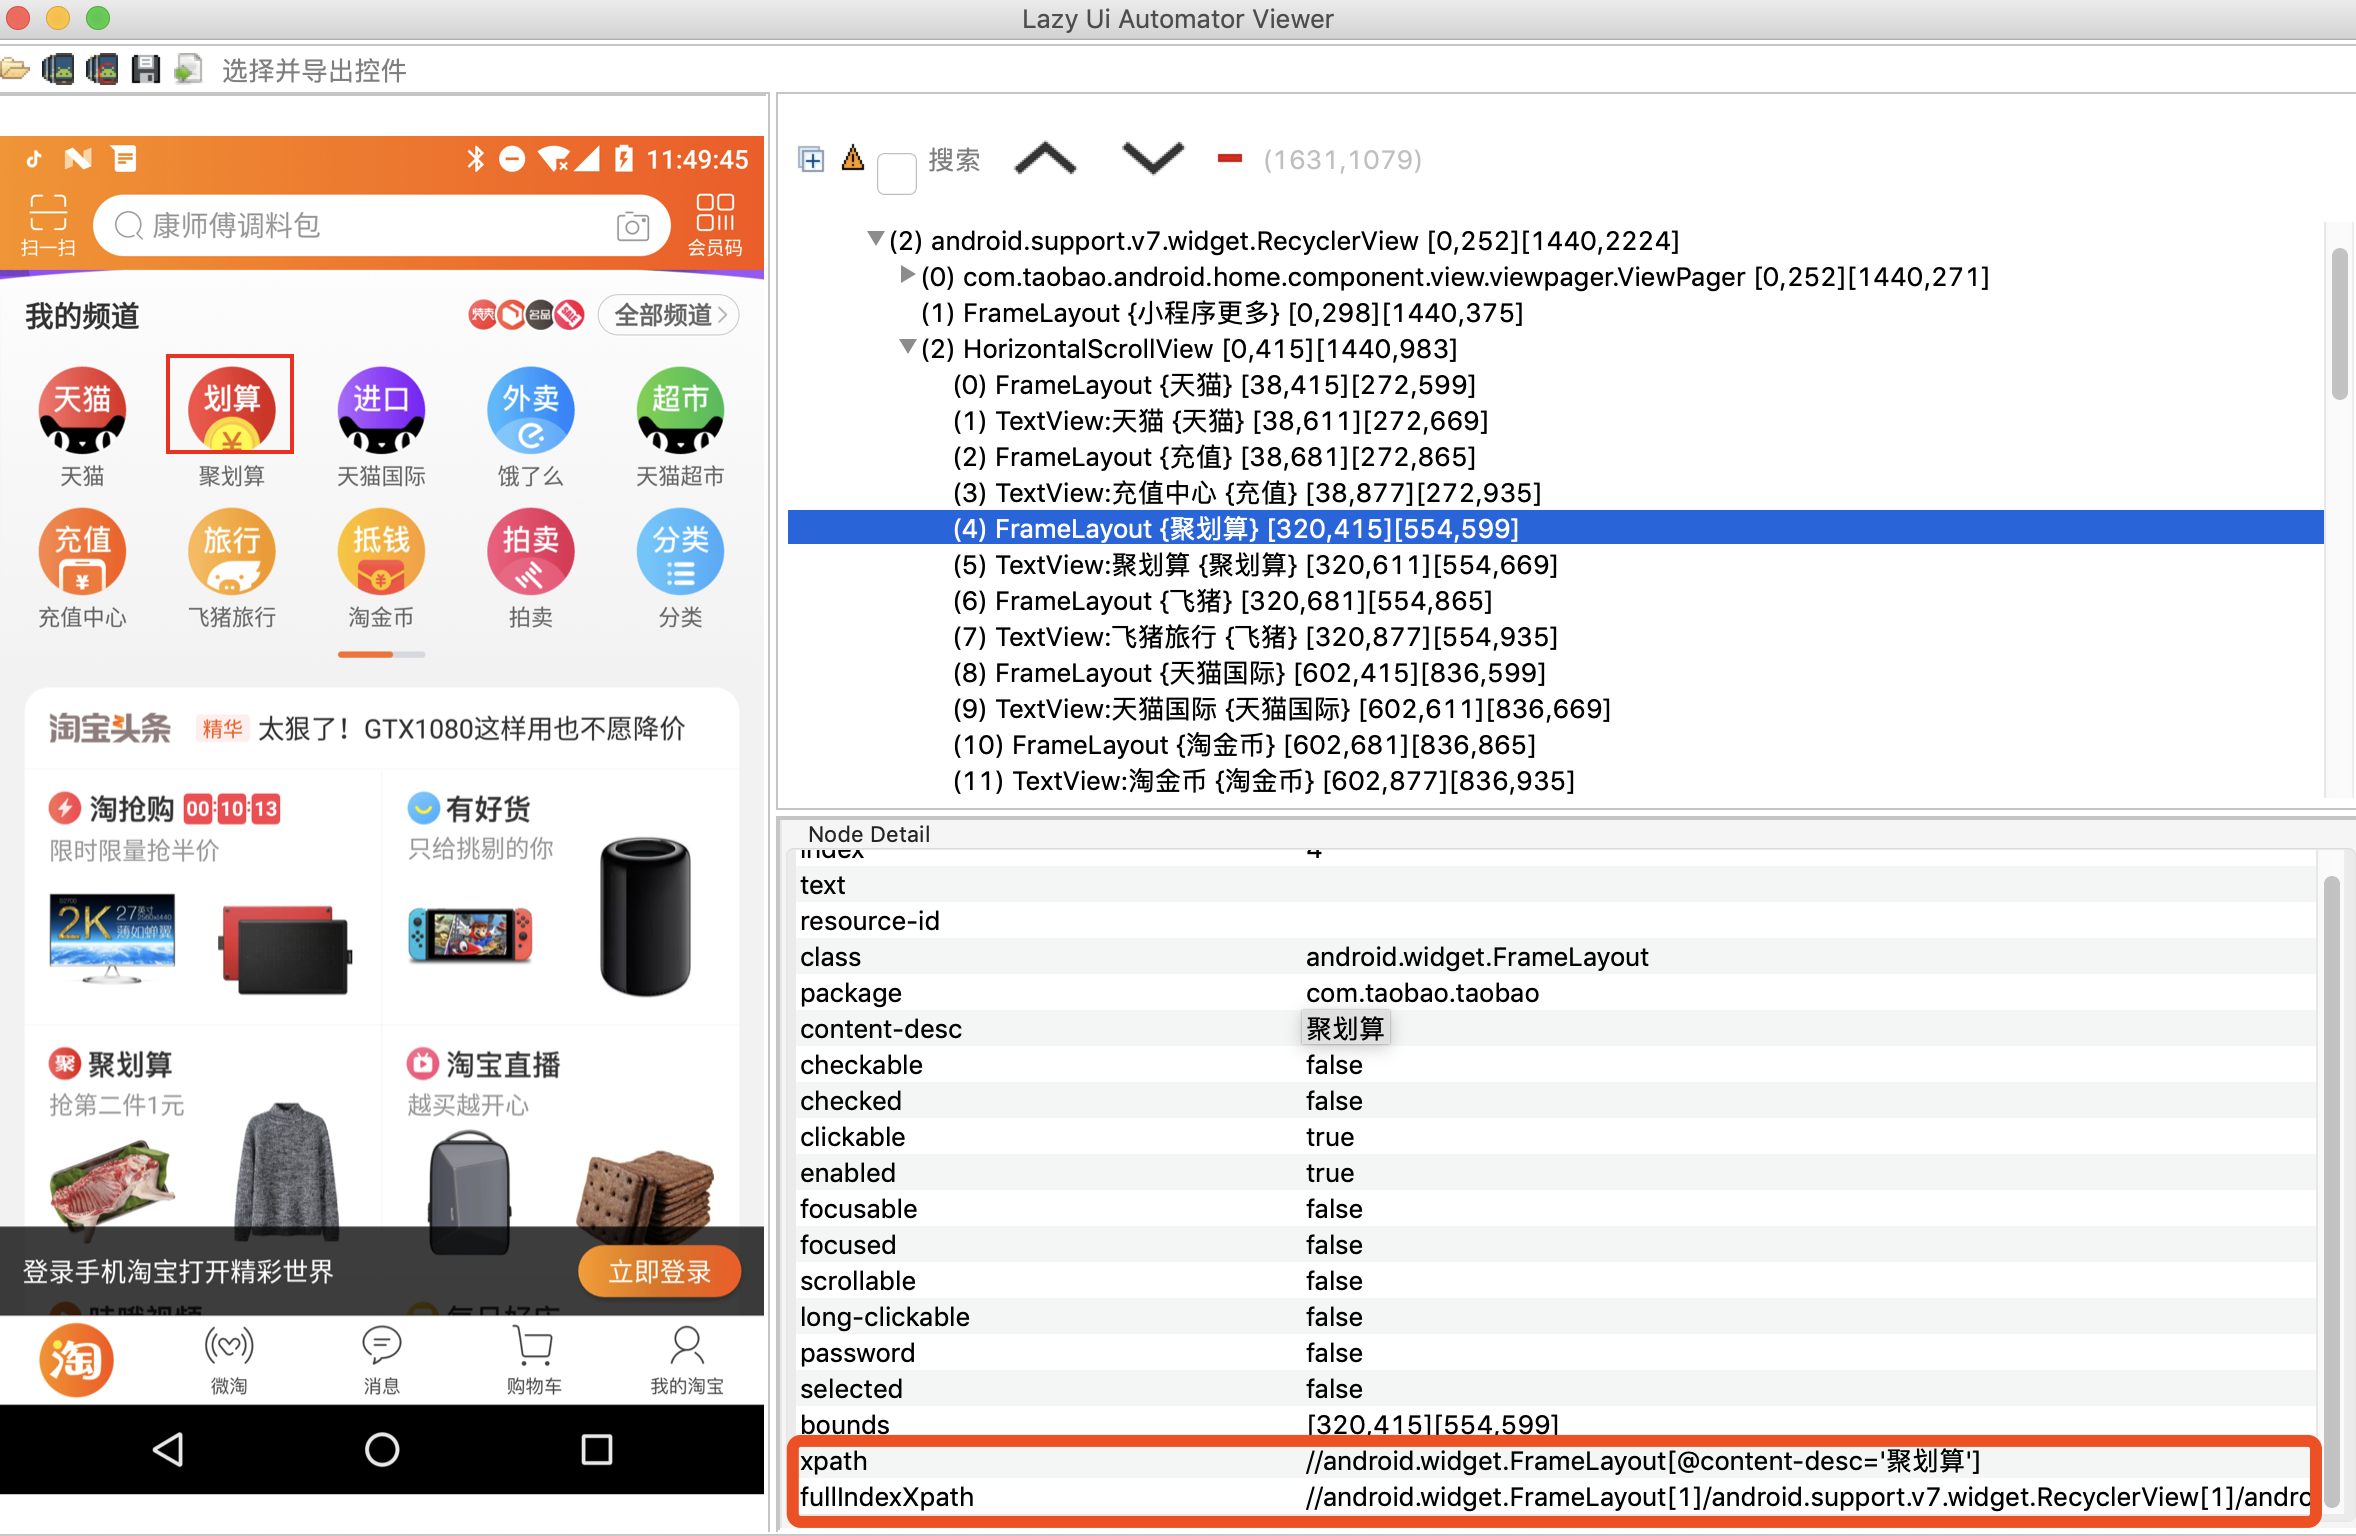 Lazy Ui Automator Viewer
选择并导出控件
11:49:45
扫一扫
康师傅调料包
会员码
我的频道
特卖
名品
SALE
全部频道
天猫
划算
进口
外卖
超市
天猫
聚划算
天猫国际
饿了么
天猫超市
充值
旅行
抵钱
拍卖
分类
充值中心
飞猪旅行
淘金币
拍卖
分类
淘宝头条 精华 太狠了！GTX1080这样用也不愿降价
淘抢购 00:10:13
限时限量抢半价
有好货
只给挑剔的你
2K 27英寸
薄如蝉翼
聚 聚划算
抢第二件1元
淘宝直播
越买越开心
登录手机淘宝打开精彩世界
立即登录
每日好店
淘
微淘
消息
购物车
我的淘宝
搜索
(1631,1079)
(2) android.support.v7.widget.RecyclerView [0,252][1440,2224]
(0) com.taobao.android.home.component.view.viewpager.ViewPager [0,252][1440,271]
(1) FrameLayout {小程序更多} [0,298][1440,375]
(2) HorizontalScrollView [0,415][1440,983]
(0) FrameLayout {天猫} [38,415][272,599]
(1) TextView:天猫 {天猫} [38,611][272,669]
(2) FrameLayout {充值} [38,681][272,865]
(3) TextView:充值中心 {充值} [38,877][272,935]
(4) FrameLayout {聚划算} [320,415][554,599]
(5) TextView:聚划算 {聚划算} [320,611][554,669]
(6) FrameLayout {飞猪} [320,681][554,865]
(7) TextView:飞猪旅行 {飞猪} [320,877][554,935]
(8) FrameLayout {天猫国际} [602,415][836,599]
(9) TextView:天猫国际 {天猫国际} [602,611][836,669]
(10) FrameLayout {淘金币} [602,681][836,865]
(11) TextView:淘金币 {淘金币} [602,877][836,935]
Node Detail
index 4
text
resource-id
class android.widget.FrameLayout
package com.taobao.taobao
content-desc 聚划算
checkable false
checked false
clickable true
enabled true
focusable false
focused false
scrollable false
long-clickable false
password false
selected false
bounds [320,415][554,599]
xpath //android.widget.FrameLayout[@content-desc='聚划算']
fullIndexXpath //android.widget.FrameLayout[1]/android.support.v7.widget.RecyclerView[1]/andro